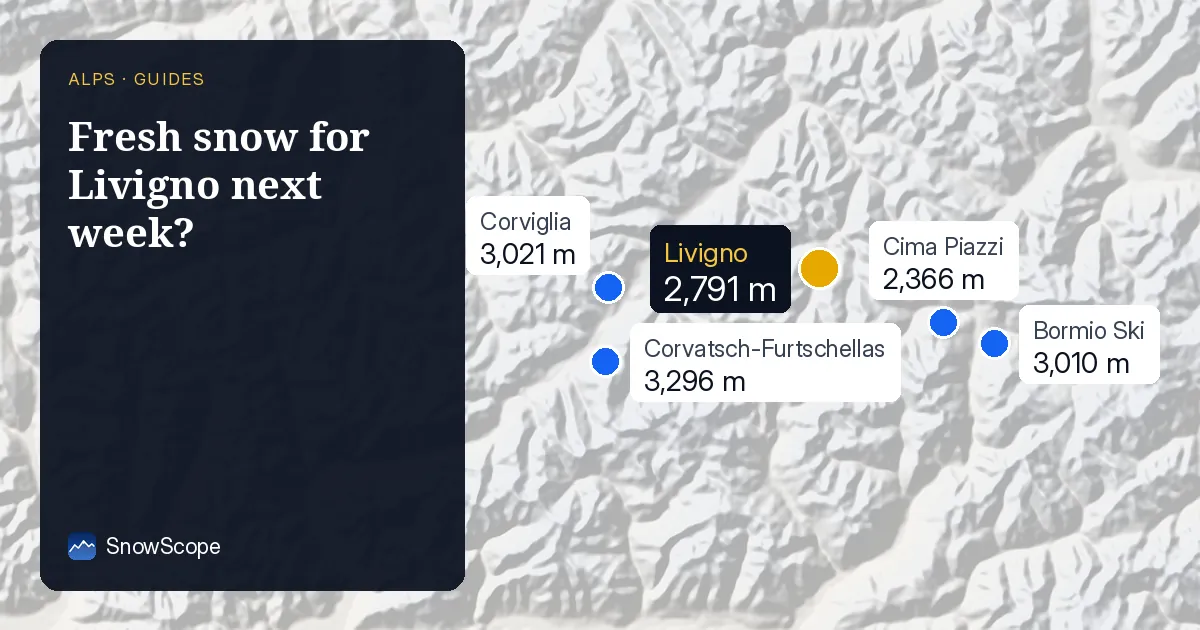 ALPS · GUIDES
Fresh snow for
Livigno next
week?
SnowScope
Corviglia
3,021 m
Livigno
2,791 m
Cima Piazzi
2,366 m
Corvatsch-Furtschellas
3,296 m
Bormio Ski
3,010 m